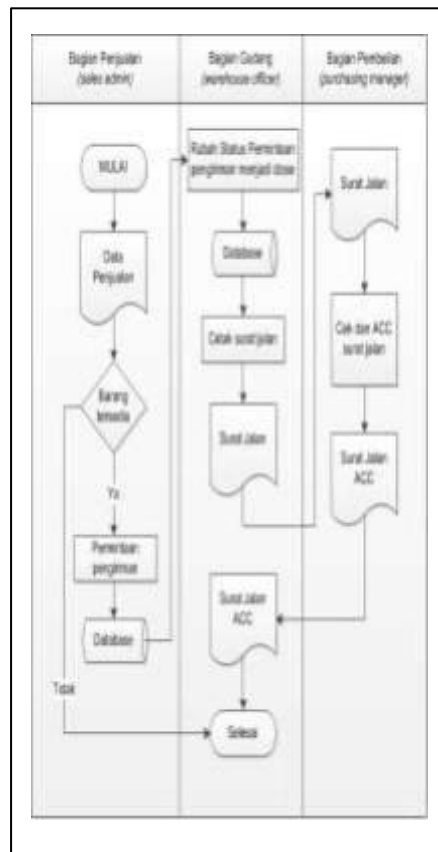 Bagian Penjualan
(sales admin)
Bagian Gudang
(warehouse officer)
Bagian Pembelian
(purchasing manager)
MULAI
Data
Penjualan
Barang
tersedia
Ya
Permintaan
pengiriman
Database
Tidak
Rubah Status Permintaan
pengiriman menjadi close
Database
Cetak surat jalan
Surat Jalan
Surat Jalan
Cek dan ACC
surat jalan
Surat Jalan
ACC
Surat Jalan
ACC
Selesai